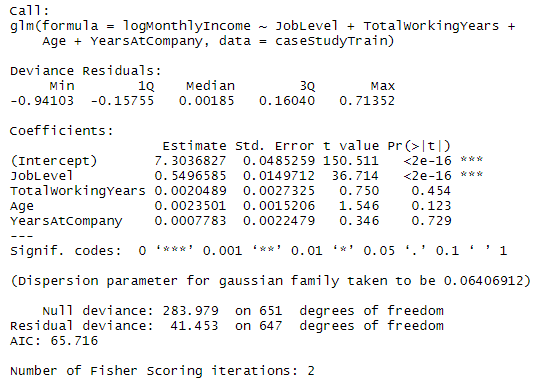 Call:
glm(formula = logMonthlyIncome ~ JobLevel + TotalWorkingYears +
    Age + YearsAtCompany, data = caseStudyTrain)

Deviance Residuals:
     Min        1Q    Median        3Q       Max
-0.94103  -0.15755   0.00185   0.16040   0.71352

Coefficients:
                   Estimate Std. Error t value Pr(>|t|)
(Intercept)       7.3036827  0.0485259 150.511   <2e-16 ***
JobLevel          0.5496585  0.0149712  36.714   <2e-16 ***
TotalWorkingYears 0.0020489  0.0027325   0.750    0.454
Age               0.0023501  0.0015206   1.546    0.123
YearsAtCompany    0.0007783  0.0022479   0.346    0.729
---
Signif. codes:  0 ‘***’ 0.001 ‘**’ 0.01 ‘*’ 0.05 ‘.’ 0.1 ‘ ’ 1

(Dispersion parameter for gaussian family taken to be 0.06406912)

    Null deviance: 283.979  on 651  degrees of freedom
Residual deviance:  41.453  on 647  degrees of freedom
AIC: 65.716

Number of Fisher Scoring iterations: 2